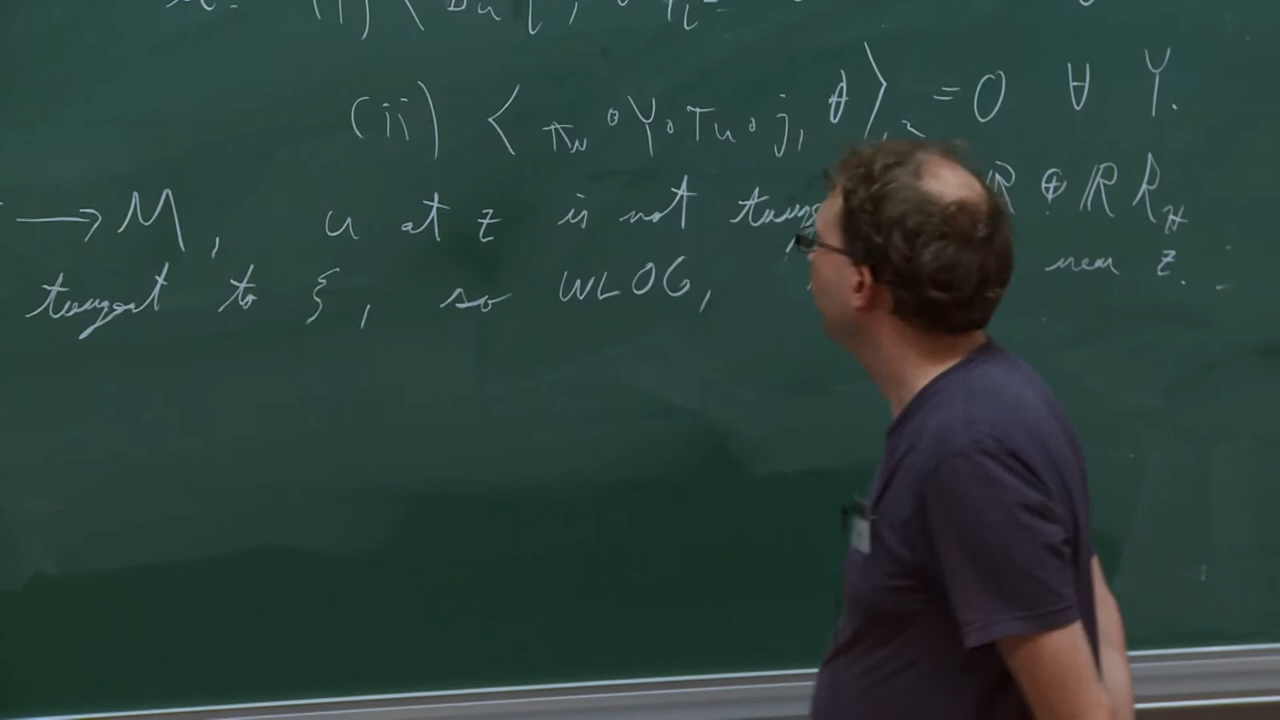 (ii) ⟨ π_N ∘ Y ∘ Tu ∘ j, θ ⟩ = 0 ∀ Y.
→ M, u at z is not ℝ ⊕ ℝ R_H
tangent to ξ, so WLOG, near z.